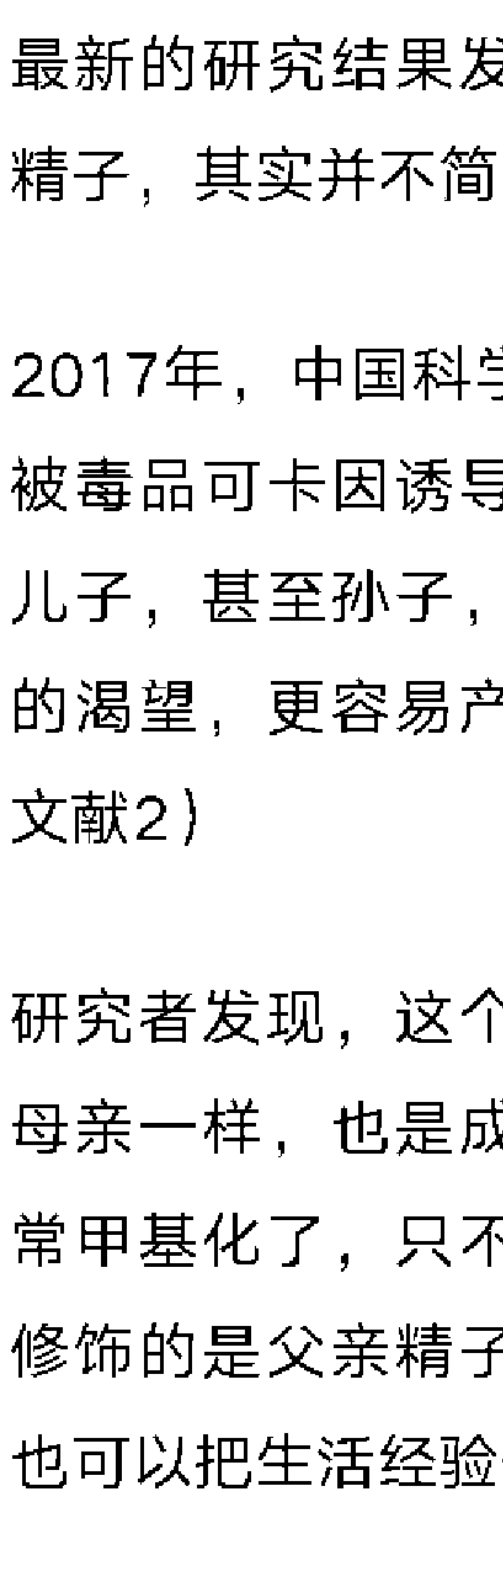 最新的研究结果发
精子，其实并不简
2017年，中国科学
被毒品可卡因诱导
儿子，甚至孙子，
的渴望，更容易产
文献2）
研究者发现，这个
母亲一样，也是成
常甲基化了，只不
修饰的是父亲精子
也可以把生活经验